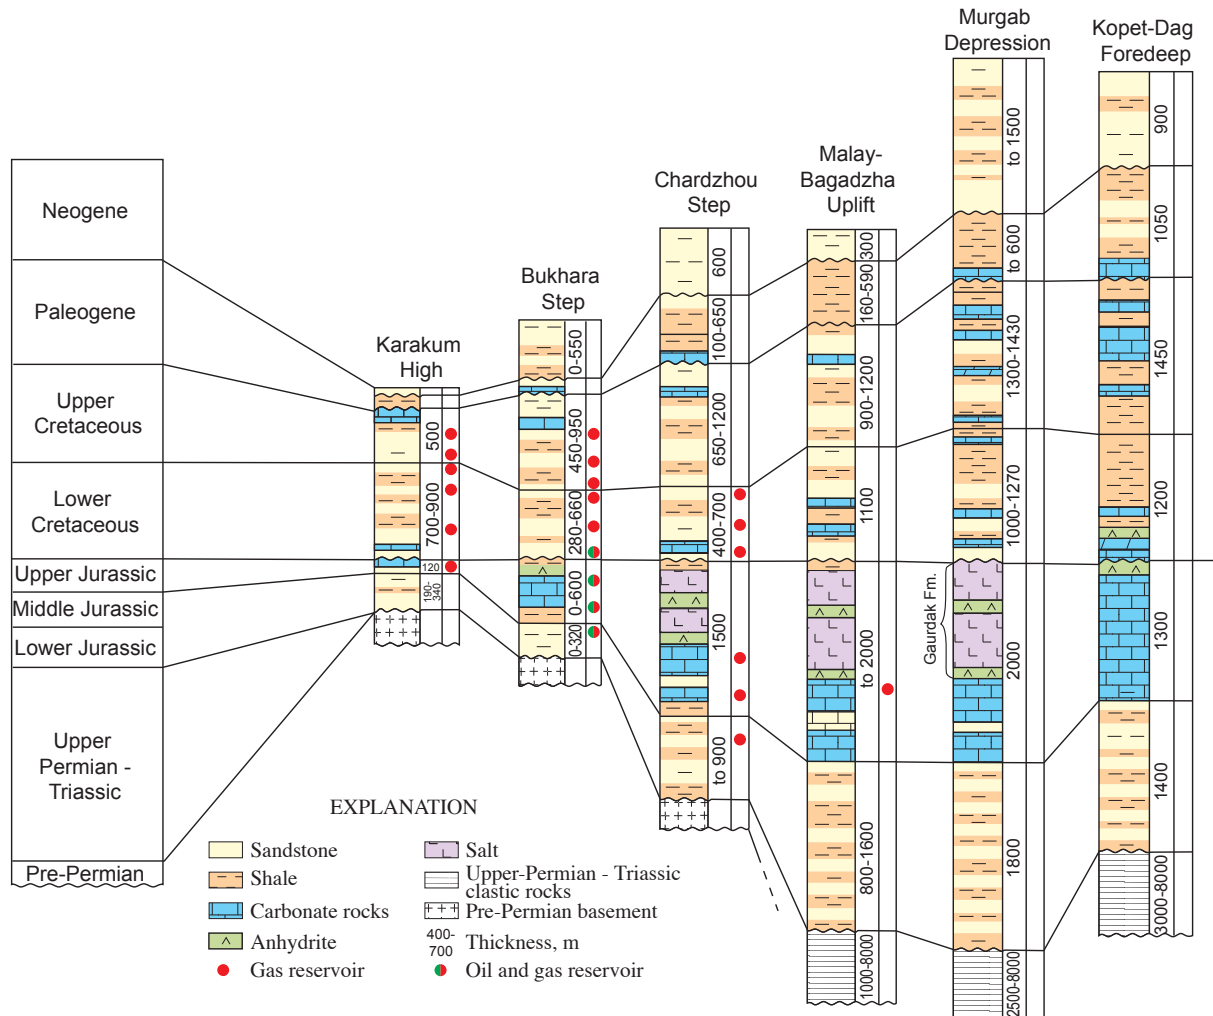 Murgab
Depression
Kopet-Dag
Foredeep
Malay-
Bagadzha
Uplift
Chardzhou
Step
Bukhara
Step
Karakum
High
Neogene
Paleogene
Upper
Cretaceous
Lower
Cretaceous
Upper Jurassic
Middle Jurassic
Lower Jurassic
Upper
Permian -
Triassic
Pre-Permian
500
700-900
120
190-
340
0-550
450-950
280-660
0-600
0-320
600
100-650
650-1200
400-700
1500
to 900
300
160-590
900-1200
1100
to 2000
800-1600
1000-8000
to 1500
to 600
1300-1430
1000-1270
Gaurdak Fm.
2000
1800
2500-8000
900
1050
1450
1200
1300
1400
3000-8000
EXPLANATION
Sandstone
Shale
Carbonate rocks
Anhydrite
Gas reservoir
Salt
Upper-Permian - Triassic
clastic rocks
Pre-Permian basement
400-
700
Thickness, m
Oil and gas reservoir